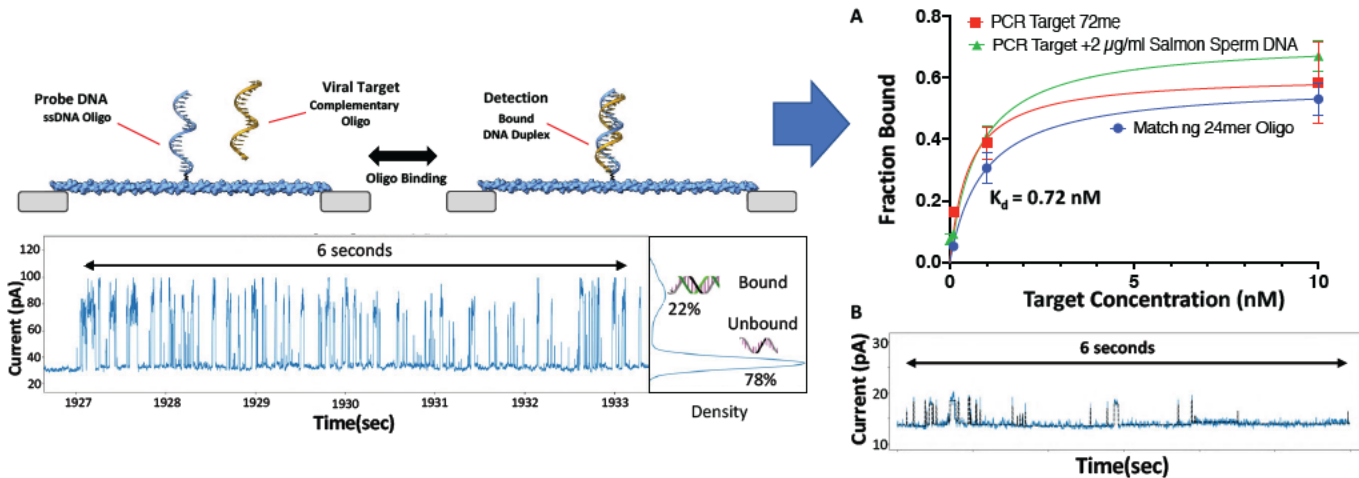 Probe DNA
ssDNA Oligo
Viral Target
Complementary
Oligo
Oligo Binding
Detection
Bound
DNA Duplex
6 seconds
Current (pA)
120
100
80
60
40
20
1927
1928
1929
1930
1931
1932
1933
Time(sec)
Bound
22%
Unbound
78%
Density
A
PCR Target 72me
PCR Target +2 µg/ml Salmon Sperm DNA
Match ng 24mer Oligo
Kd = 0.72 nM
Fraction Bound
0.8
0.6
0.4
0.2
0.0
0
5
10
Target Concentration (nM)
B
6 seconds
Current (pA)
30
20
10
Time(sec)